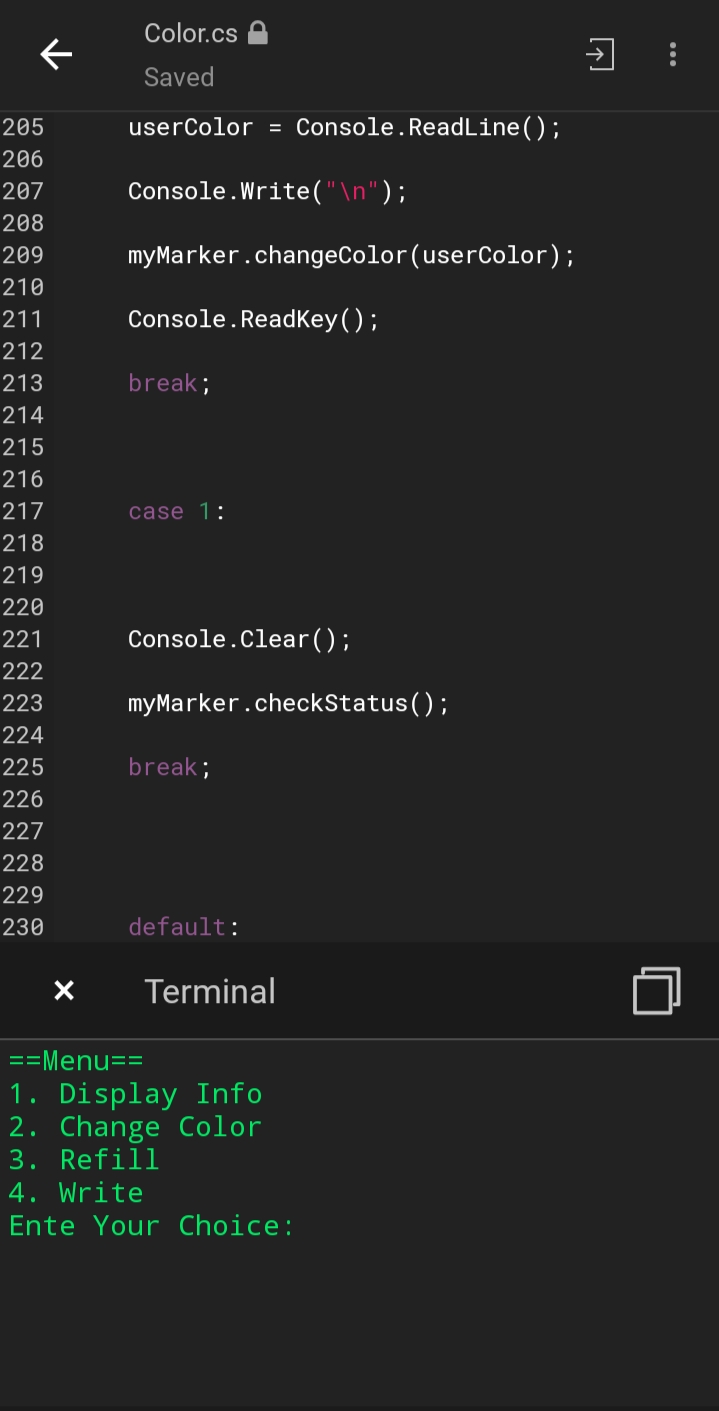 Color.cs
Saved
205 userColor = Console.ReadLine();
206
207 Console.Write("\n");
208
209 myMarker.changeColor(userColor);
210
211 Console.ReadKey();
212
213 break;
214
215
216
217 case 1:
218
219
220
221 Console.Clear();
222
223 myMarker.checkStatus();
224
225 break;
226
227
228
229
230 default:
Terminal
==Menu==
1. Display Info
2. Change Color
3. Refill
4. Write
Ente Your Choice: